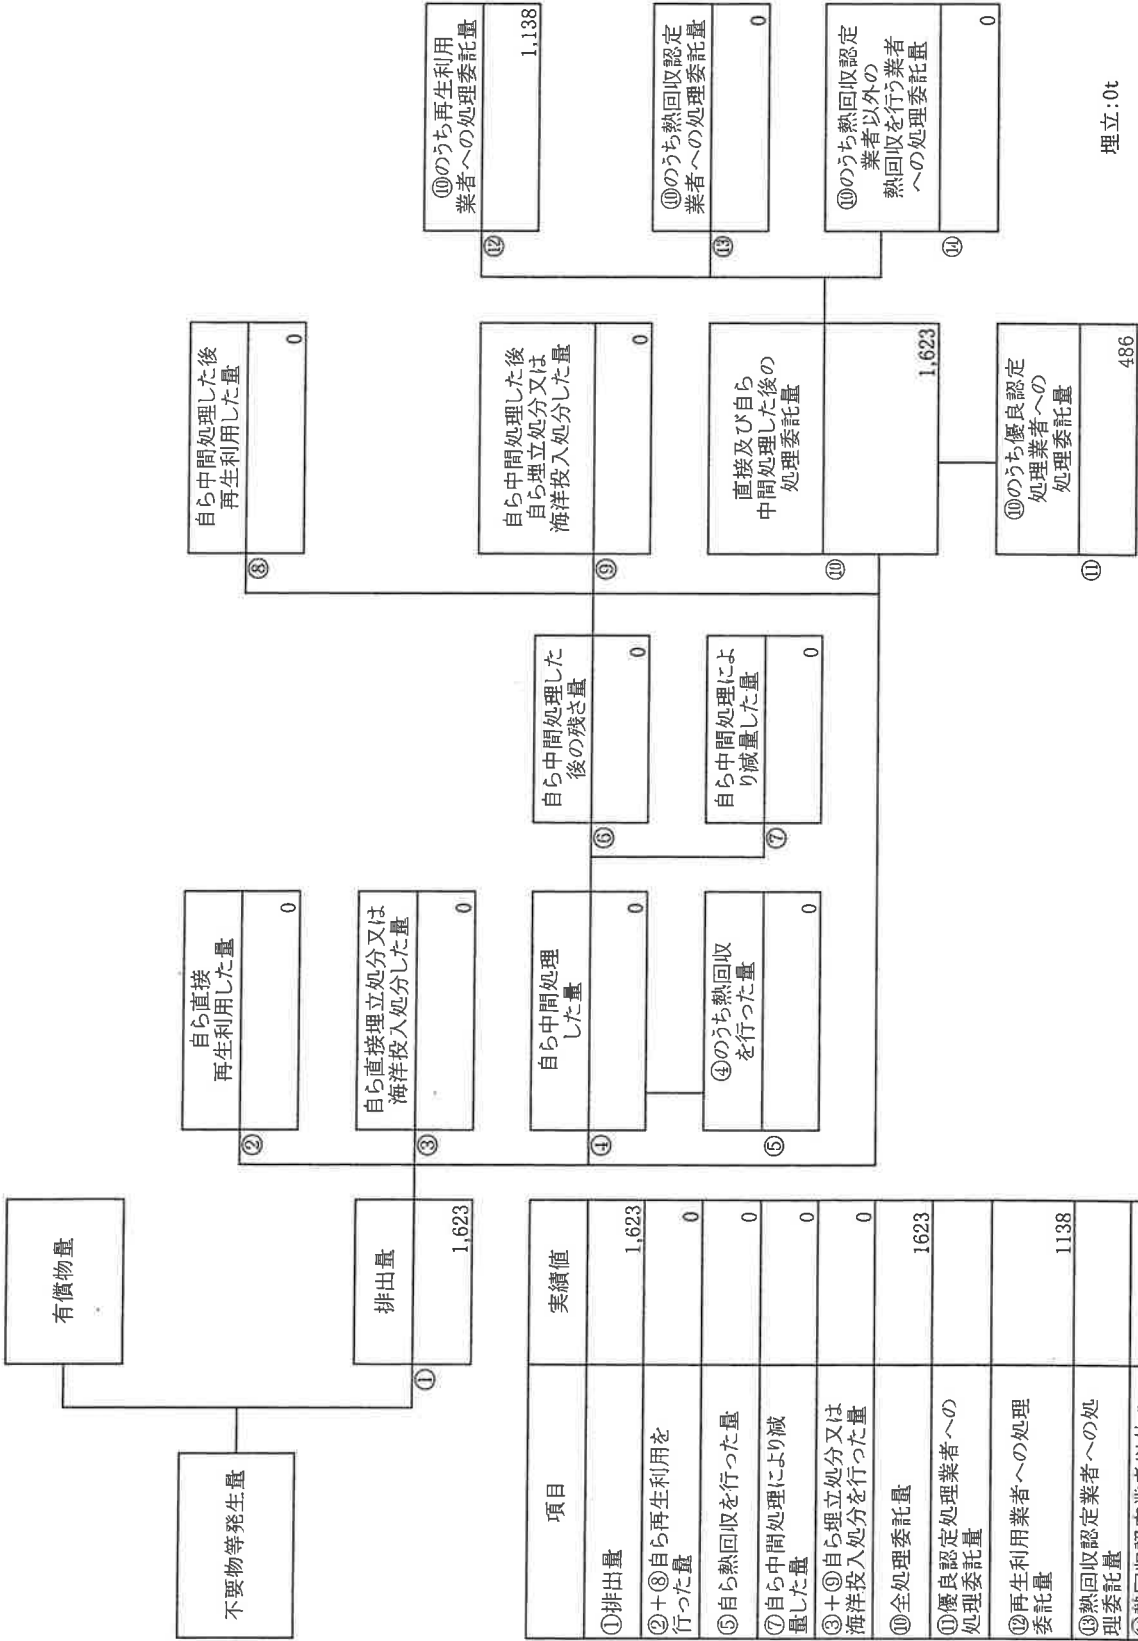 不要物等発生量
有償物量
排出量
①
1,623
自ら直接
再生利用した量
②
0
自ら直接埋立処分又は
海洋投入処分した量
③
0
自ら中間処理
した量
④
0
④のうち熱回収
を行った量
⑤
0
自ら中間処理した
後の残さ量
⑥
0
自ら中間処理によ
り減量した量
⑦
0
自ら中間処理した後
再生利用した量
⑧
0
自ら中間処理した後
自ら埋立処分又は
海洋投入処分した量
⑨
0
直接及び自ら
中間処理した後の
処理委託量
⑩
1,623
⑩のうち優良認定
処理業者への
処理委託量
⑪
486
⑩のうち再生利用
業者への処理委託量
⑫
1,138
⑩のうち熱回収認定
業者への処理委託量
⑬
0
⑩のうち熱回収認定
業者以外の
熱回収を行う業者
への処理委託量
⑭
0
埋立:0t
項目 実績値
①排出量 1,623
②+⑧自ら再生利用を
行った量 0
⑤自ら熱回収を行った量 0
⑦自ら中間処理により減
量した量 0
③+⑨自ら埋立処分又は
海洋投入処分を行った量 0
⑩全処理委託量 1623
⑪優良認定処理業者への
処理委託量
⑫再生利用業者への処理
委託量 1138
⑬熱回収認定業者への処
理委託量